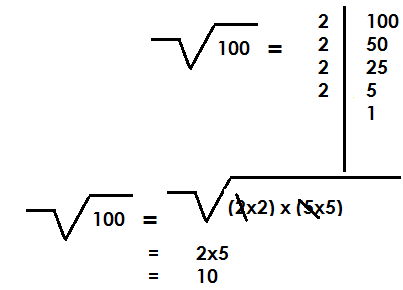 √100 = 2 | 100
2 | 50
2 | 25
2 | 5
1
√100 = √(2x2) x (5x5)
= 2x5
= 10